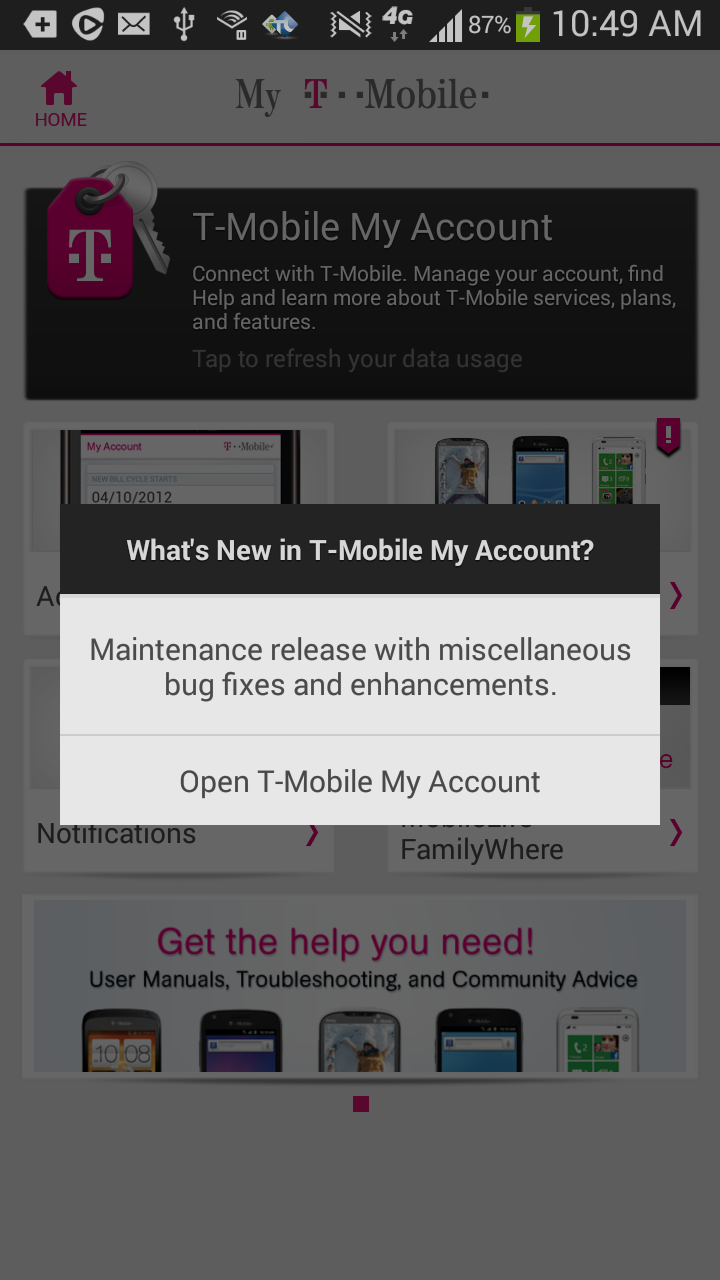 4G 87% 10:49 AM
HOME
My T··Mobile·
T-Mobile My Account
Connect with T-Mobile. Manage your account, find
Help and learn more about T-Mobile services, plans,
and features.
Tap to refresh your data usage
My Account T··Mobile·
NEW BILL CYCLE STARTS
04/10/2012
What's New in T-Mobile My Account?
Maintenance release with miscellaneous
bug fixes and enhancements.
Open T-Mobile My Account
Notifications
FamilyWhere
Get the help you need!
User Manuals, Troubleshooting, and Community Advice
10:08